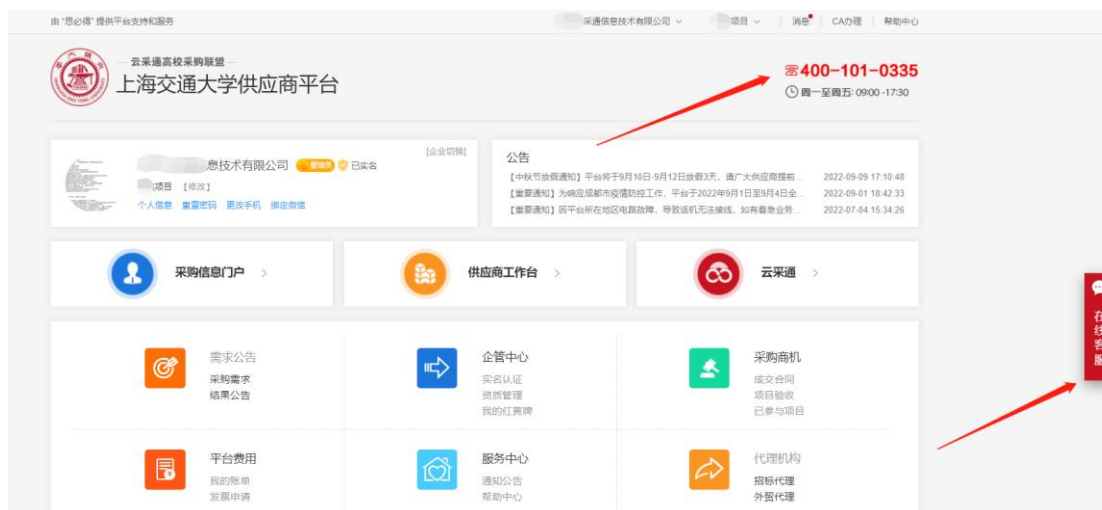 由 "思必得" 提供平台支持和服务
采通信息技术有限公司
项目
消息
CA办理
帮助中心
云采通高校采购联盟
上海交通大学供应商平台
400-101-0335
周一至周五: 09:00 -17:30
息技术有限公司 管理员 已实名
[企业切换]
项目 [修改]
个人信息 重置密码 更改手机 绑定微信
公告
【中秋节放假通知】平台将于9月10日-9月12日放假3天，请广大供应商提前... 2022-09-09 17:10:48
【重要通知】为响应成都市疫情防控工作，平台于2022年9月1日至9月4日全... 2022-09-01 18:42:33
【重要通知】因平台所在地区电路故障，导致话机无法接线，如有着急业务... 2022-07-04 15:34:26
采购信息门户
供应商工作台
云采通
在线客服
需求公告
采购需求
结果公告
企管中心
实名认证
资质管理
我的红黄牌
采购商机
成交合同
项目验收
已参与项目
平台费用
我的账单
发票申请
服务中心
通知公告
帮助中心
代理机构
招标代理
外贸代理